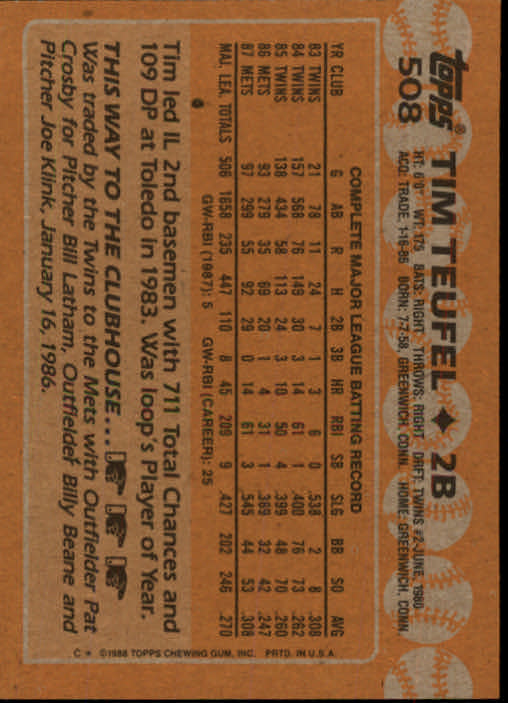 topps® TIM TEUFEL ✦ 2B
508 HT: 6'0" WT: 175 BATS: RIGHT THROWS: RIGHT DRFT: TWINS #2-JUNE, 1980
ACQ: TRADE, 1-16-86 BORN: 7-7-58, GREENWICH, CONN. HOME: GREENWICH, CONN.
COMPLETE MAJOR LEAGUE BATTING RECORD
YR CLUB G AB R H 2B 3B HR RBI SB SLG BB SO AVG
83 TWINS 21 78 11 24 7 1 3 6 0 .538 2 8 .308
84 TWINS 157 568 76 149 30 3 14 61 1 .400 76 73 .262
85 TWINS 138 434 58 113 24 3 10 50 4 .399 48 70 .260
86 METS 93 279 35 69 20 1 4 31 1 .369 32 42 .247
87 METS 97 299 55 92 29 0 14 61 3 .545 44 53 .308
MAJ. LEA. TOTALS 506 1658 235 447 110 8 45 209 9 .427 202 246 .270
GW-RBI (1987): 5 GW-RBI (CAREER): 25
Tim led IL 2nd basemen with 711 Total Chances and
109 DP at Toledo in 1983. Was loop's Player of Year.
THIS WAY TO THE CLUBHOUSE...
Was traded by the Twins to the Mets with Outfielder Pat
Crosby for Pitcher Bill Latham, Outfielder Billy Beane and
Pitcher Joe Klink, January 16, 1986.
C* ©1988 TOPPS CHEWING GUM, INC. PRTD. IN U.S.A.